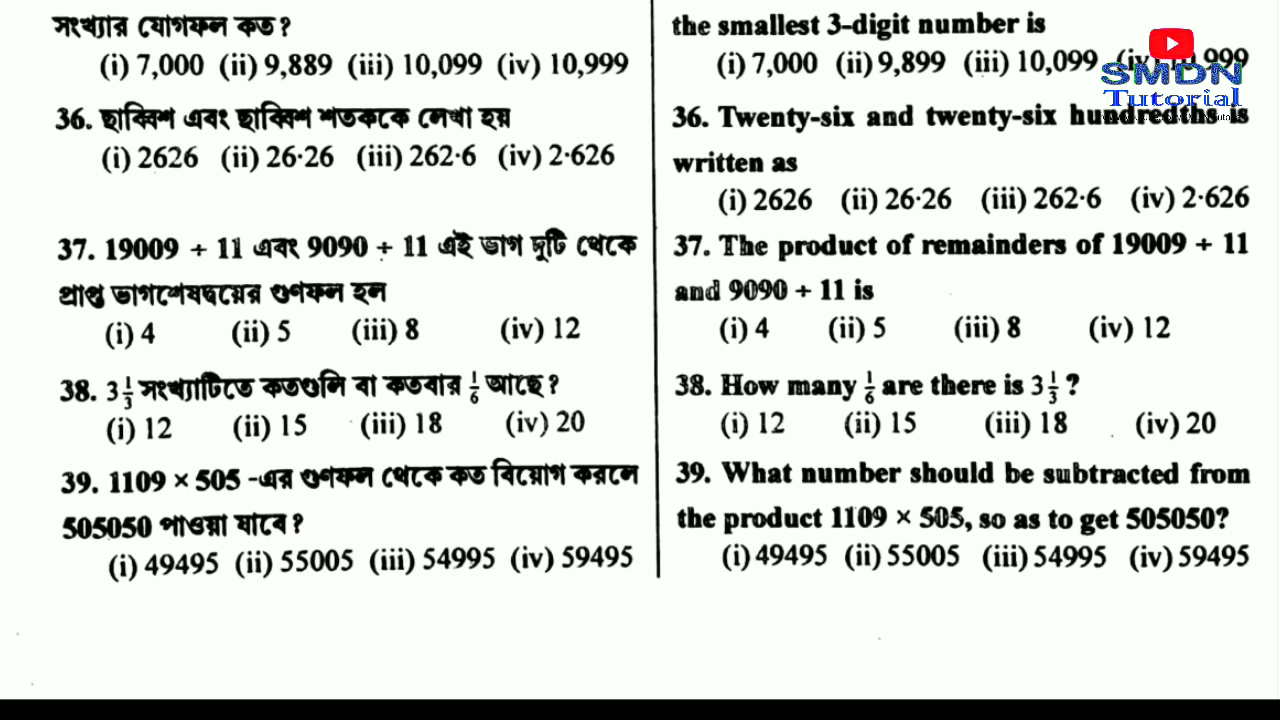 সংখ্যার যোগফল কত?
(i) 7,000 (ii) 9,889 (iii) 10,099 (iv) 10,999
36. ছাব্বিশ এবং ছাব্বিশ শতককে লেখা হয়
(i) 2626 (ii) 26·26 (iii) 262·6 (iv) 2·626
37. 19009 ÷ 11 এবং 9090 ÷ 11 এই ভাগ দুটি থেকে
প্রাপ্ত ভাগশেষদ্বয়ের গুণফল হল
(i) 4 (ii) 5 (iii) 8 (iv) 12
38. 3 1/3 সংখ্যাটিতে কতগুলি বা কতবার 1/6 আছে?
(i) 12 (ii) 15 (iii) 18 (iv) 20
39. 1109 × 505 -এর গুণফল থেকে কত বিয়োগ করলে
505050 পাওয়া যাবে?
(i) 49495 (ii) 55005 (iii) 54995 (iv) 59495
the smallest 3-digit number is
(i) 7,000 (ii) 9,899 (iii) 10,099 (iv) 10,999
SMDN
Tutorial
36. Twenty-six and twenty-six hundredths is
written as
(i) 2626 (ii) 26·26 (iii) 262·6 (iv) 2·626
37. The product of remainders of 19009 ÷ 11
and 9090 ÷ 11 is
(i) 4 (ii) 5 (iii) 8 (iv) 12
38. How many 1/6 are there is 3 1/3 ?
(i) 12 (ii) 15 (iii) 18 (iv) 20
39. What number should be subtracted from
the product 1109 × 505, so as to get 505050?
(i) 49495 (ii) 55005 (iii) 54995 (iv) 59495